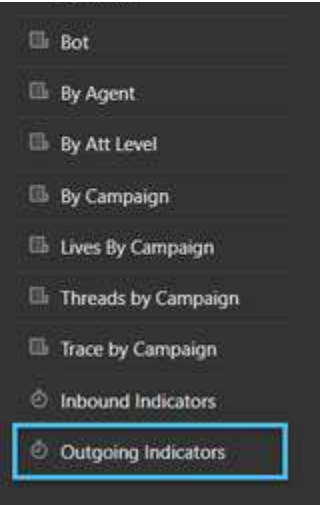 Bot
By Agent
By Att Level
By Campaign
Lives By Campaign
Threads by Campaign
Trace by Campaign
Inbound Indicators
Outgoing Indicators